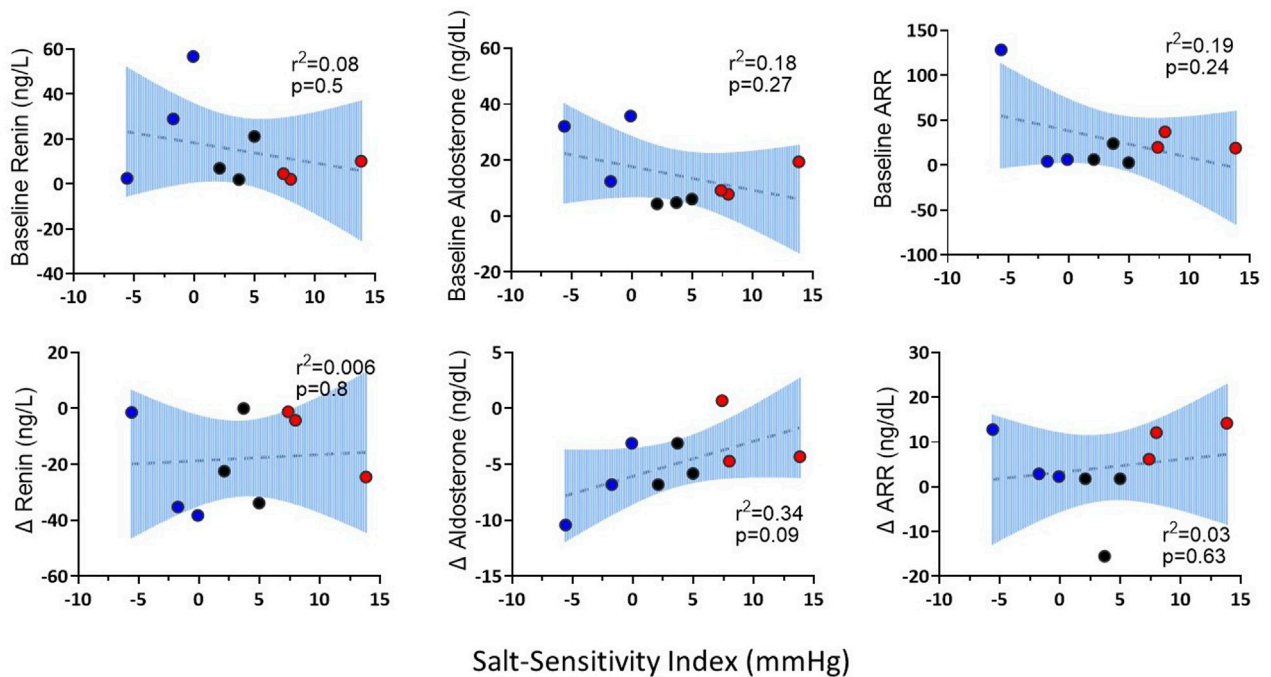 Baseline Renin (ng/L)
60
40
20
0
-20
-40
r2=0.08
p=0.5
-10 -5 0 5 10 15
Baseline Aldosterone (ng/dL)
60
40
20
0
-20
r2=0.18
p=0.27
-10 -5 0 5 10 15
Baseline ARR
150
100
50
0
-50
-100
r2=0.19
p=0.24
-10 -5 0 5 10 15
Δ Renin (ng/L)
20
0
-20
-40
-60
r2=0.006
p=0.8
-10 -5 0 5 10 15
Δ Aldosterone (ng/dL)
5
0
-5
-10
-15
r2=0.34
p=0.09
-10 -5 0 5 10 15
Δ ARR (ng/dL)
30
20
10
0
-10
-20
r2=0.03
p=0.63
-10 -5 0 5 10 15
Salt-Sensitivity Index (mmHg)